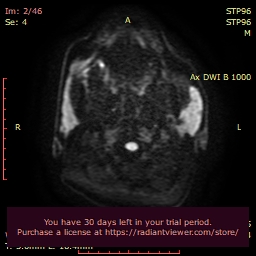 Im: 2/46
Se: 4
STP96
STP96
M
A
Ax DWI B 1000
R
L
You have 30 days left in your trial period.
Purchase a license at https://radiantviewer.com/store/